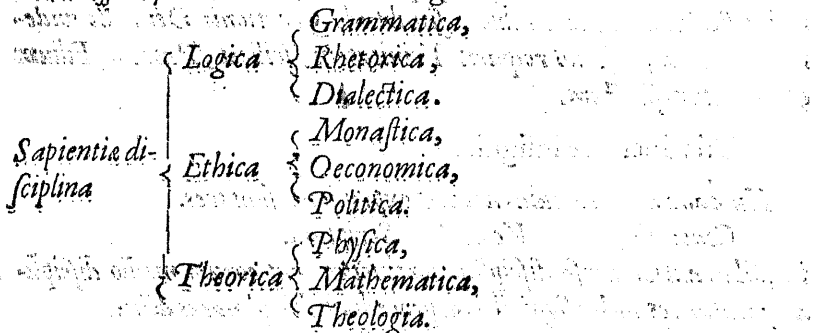 Grammatica,
Logica Rhetorica,
Dialectica.
Monaſtica,
Sapientiæ di-
ſciplina
Ethica Oeconomica,
Politica.
Phyſica,
Theorica Mathematica,
Theologia.